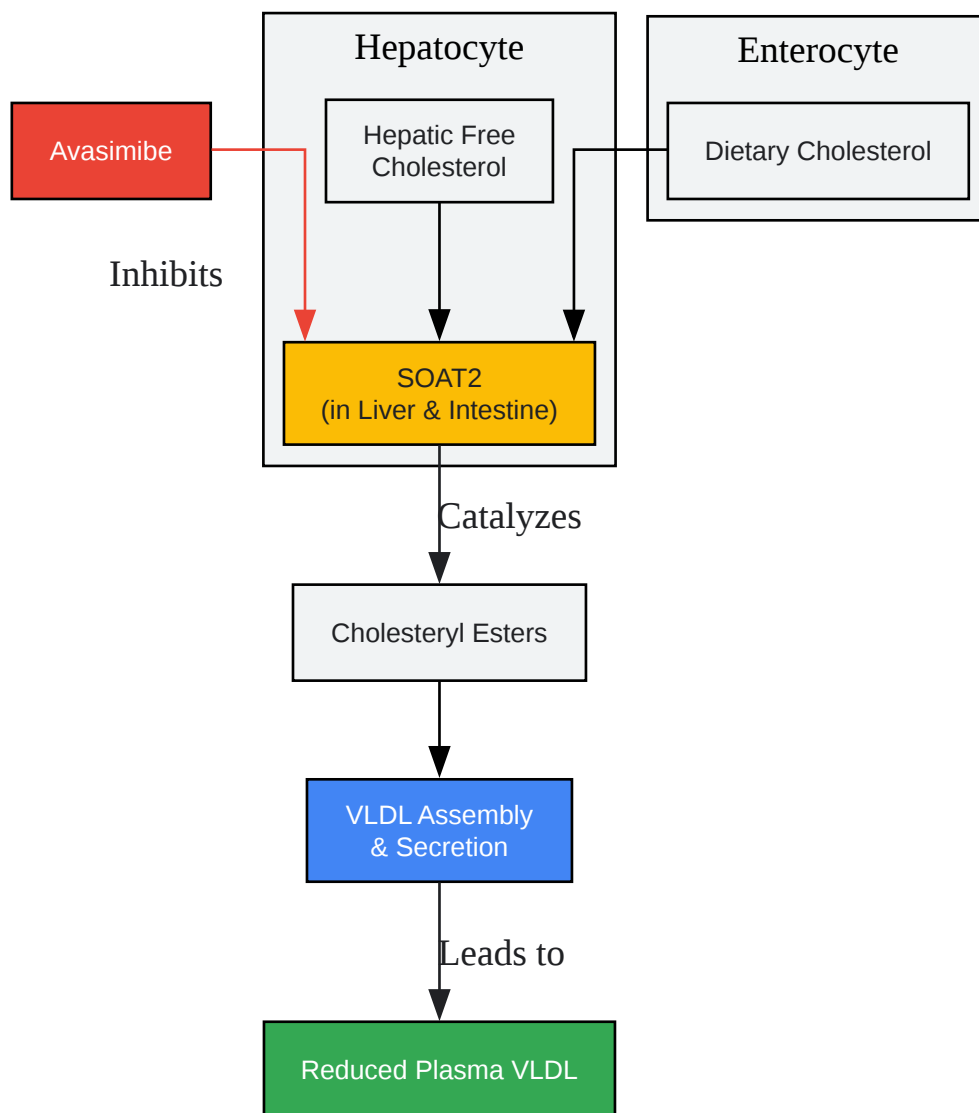 Hepatocyte
Enterocyte
Avasimibe
Hepatic Free
Cholesterol
Dietary Cholesterol
Inhibits
SOAT2
(in Liver & Intestine)
Catalyzes
Cholesteryl Esters
VLDL Assembly
& Secretion
Leads to
Reduced Plasma VLDL